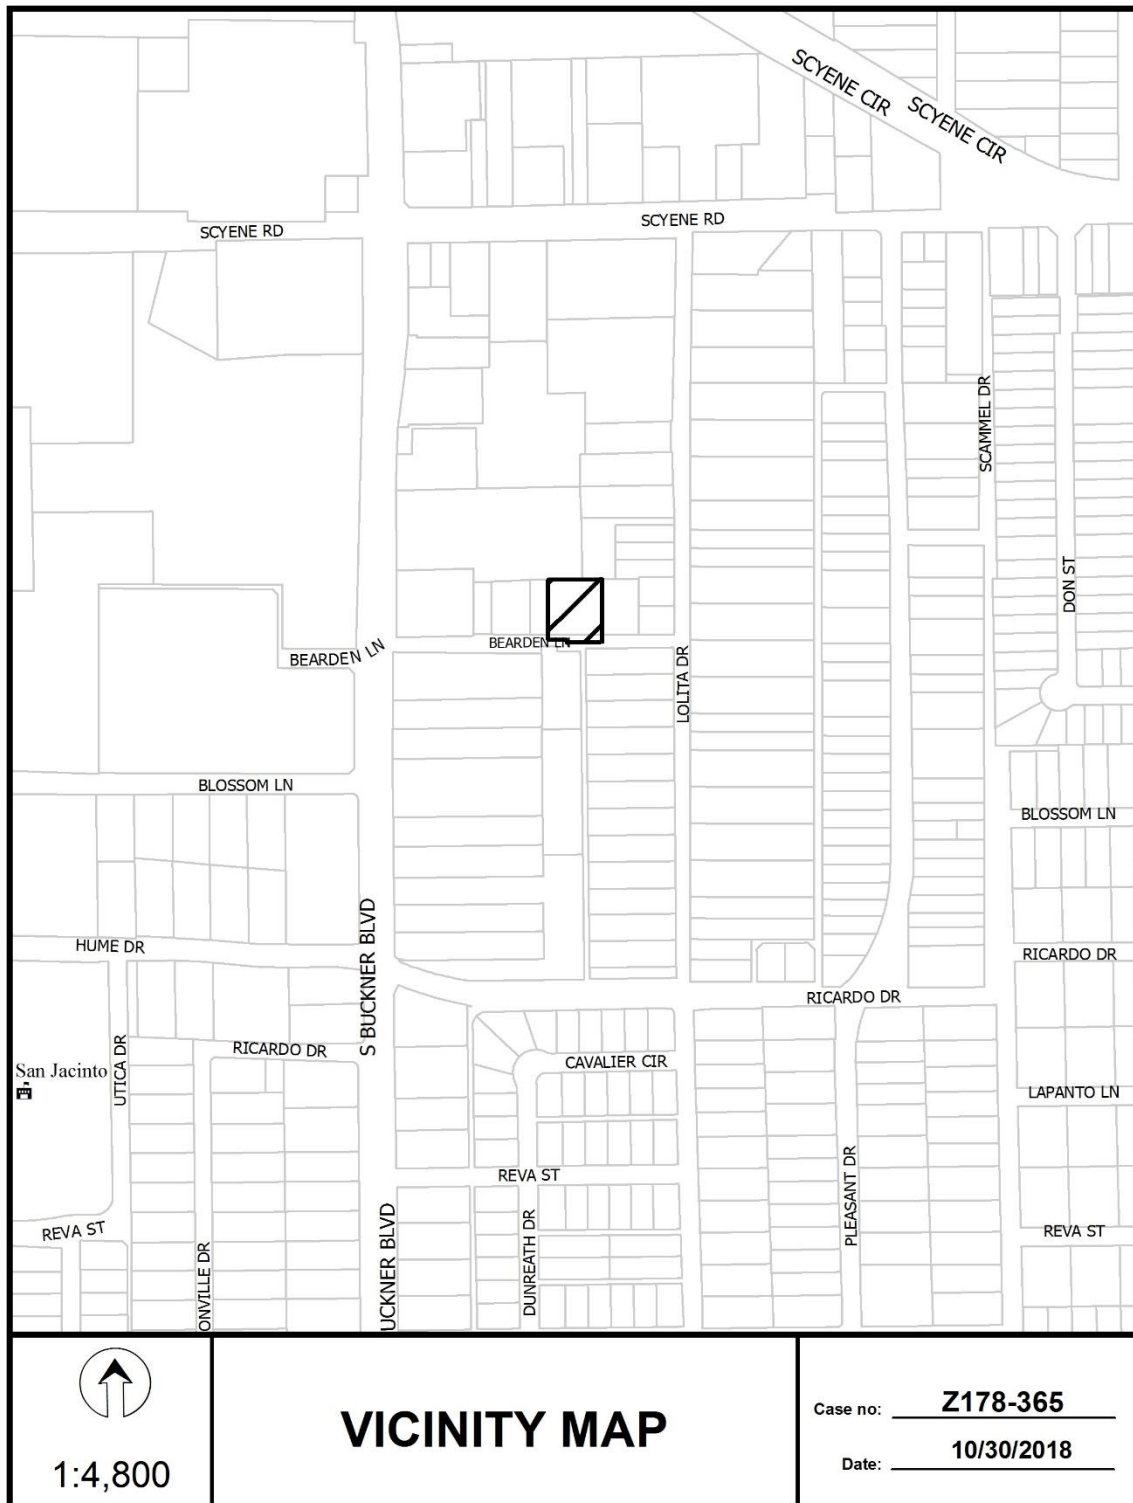 SCYENE CIR
SCYENE CIR
SCYENE RD
SCYENE RD
SCAMMEL DR
DON ST
BEARDEN LN
BEARDEN LN
LOLITA DR
BLOSSOM LN
BLOSSOM LN
S BUCKNER BLVD
HUME DR
RICARDO DR
RICARDO DR
UTICA DR
RICARDO DR
CAVALIER CIR
San Jacinto
LAPANTO LN
REVA ST
PLEASANT DR
REVA ST
DUNREATH DR
REVA ST
ONVILLE DR
UCKNER BLVD
1:4,800
VICINITY MAP
Case no: Z178-365
Date: 10/30/2018